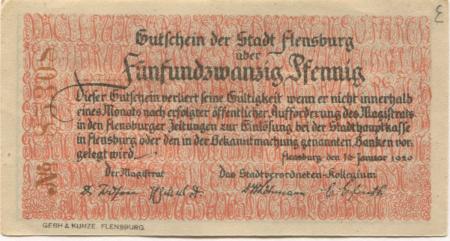 Gutschein der Stadt Flensburg
über
Fünfundzwanzig Pfennig
Dieser Gutschein verliert seine Gültigkeit wenn er nicht innerhalb
eines Monats nach erfolgter öffentlicher Aufforderung des Magistrats
in den Flensburger Zeitungen zur Einlösung bei der Stadthauptkasse
in Flensburg oder den in der Bekanntmachung genannten Banken vor-
gelegt wird.
Flensburg, den 16 Januar 1920
Der Magistrat Das Stadtverordneten-Kollegium
GEBH & KUNZE. FLENSBURG.